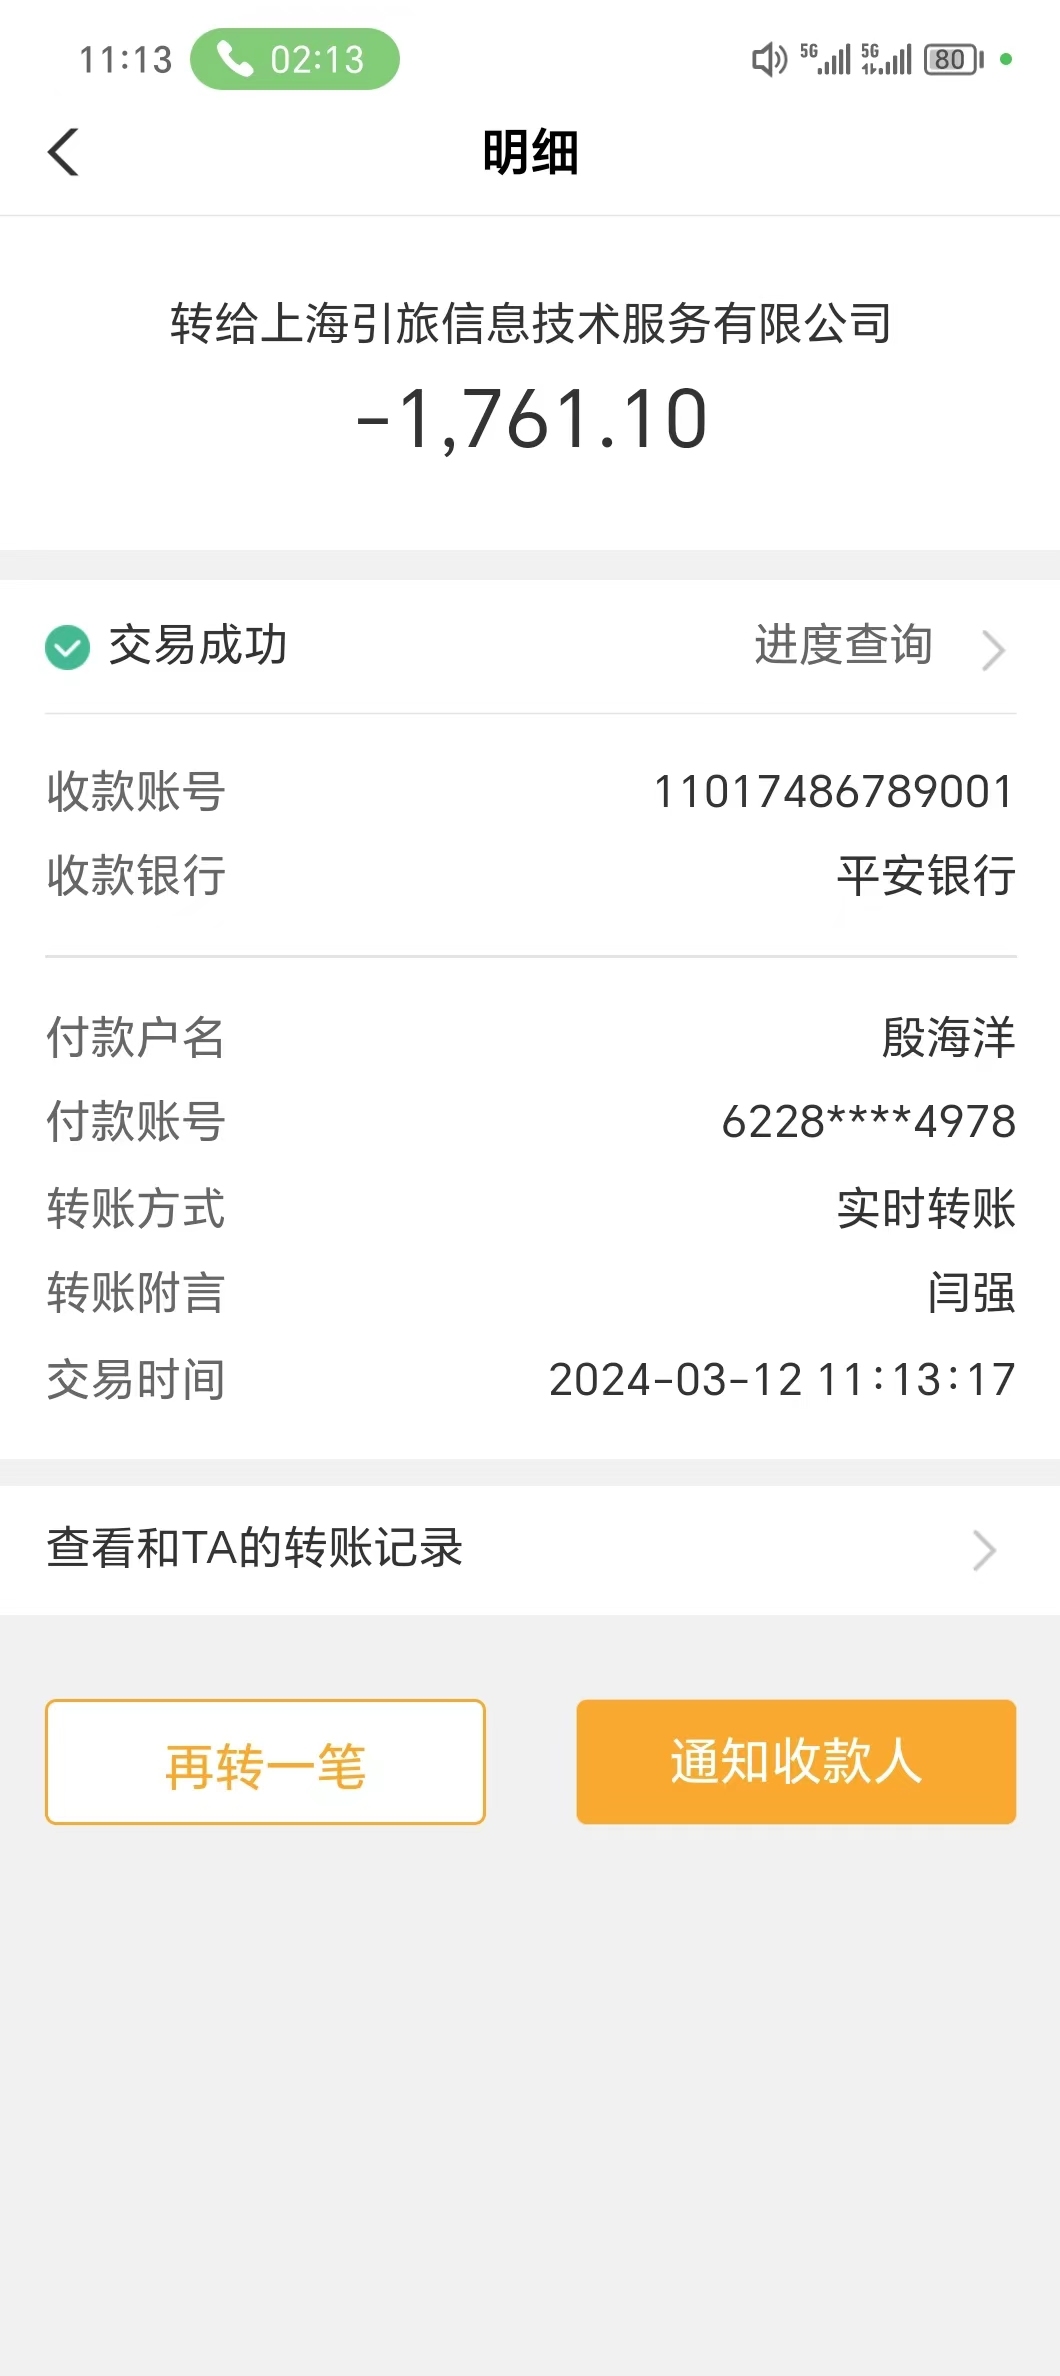 11:13 02:13 5G 5G 80
明细
转给上海引旅信息技术服务有限公司
-1,761.10
交易成功 进度查询
收款账号 11017486789001
收款银行 平安银行
付款户名 殷海洋
付款账号 6228****4978
转账方式 实时转账
转账附言 闫强
交易时间 2024-03-12 11:13:17
查看和TA的转账记录
再转一笔 通知收款人